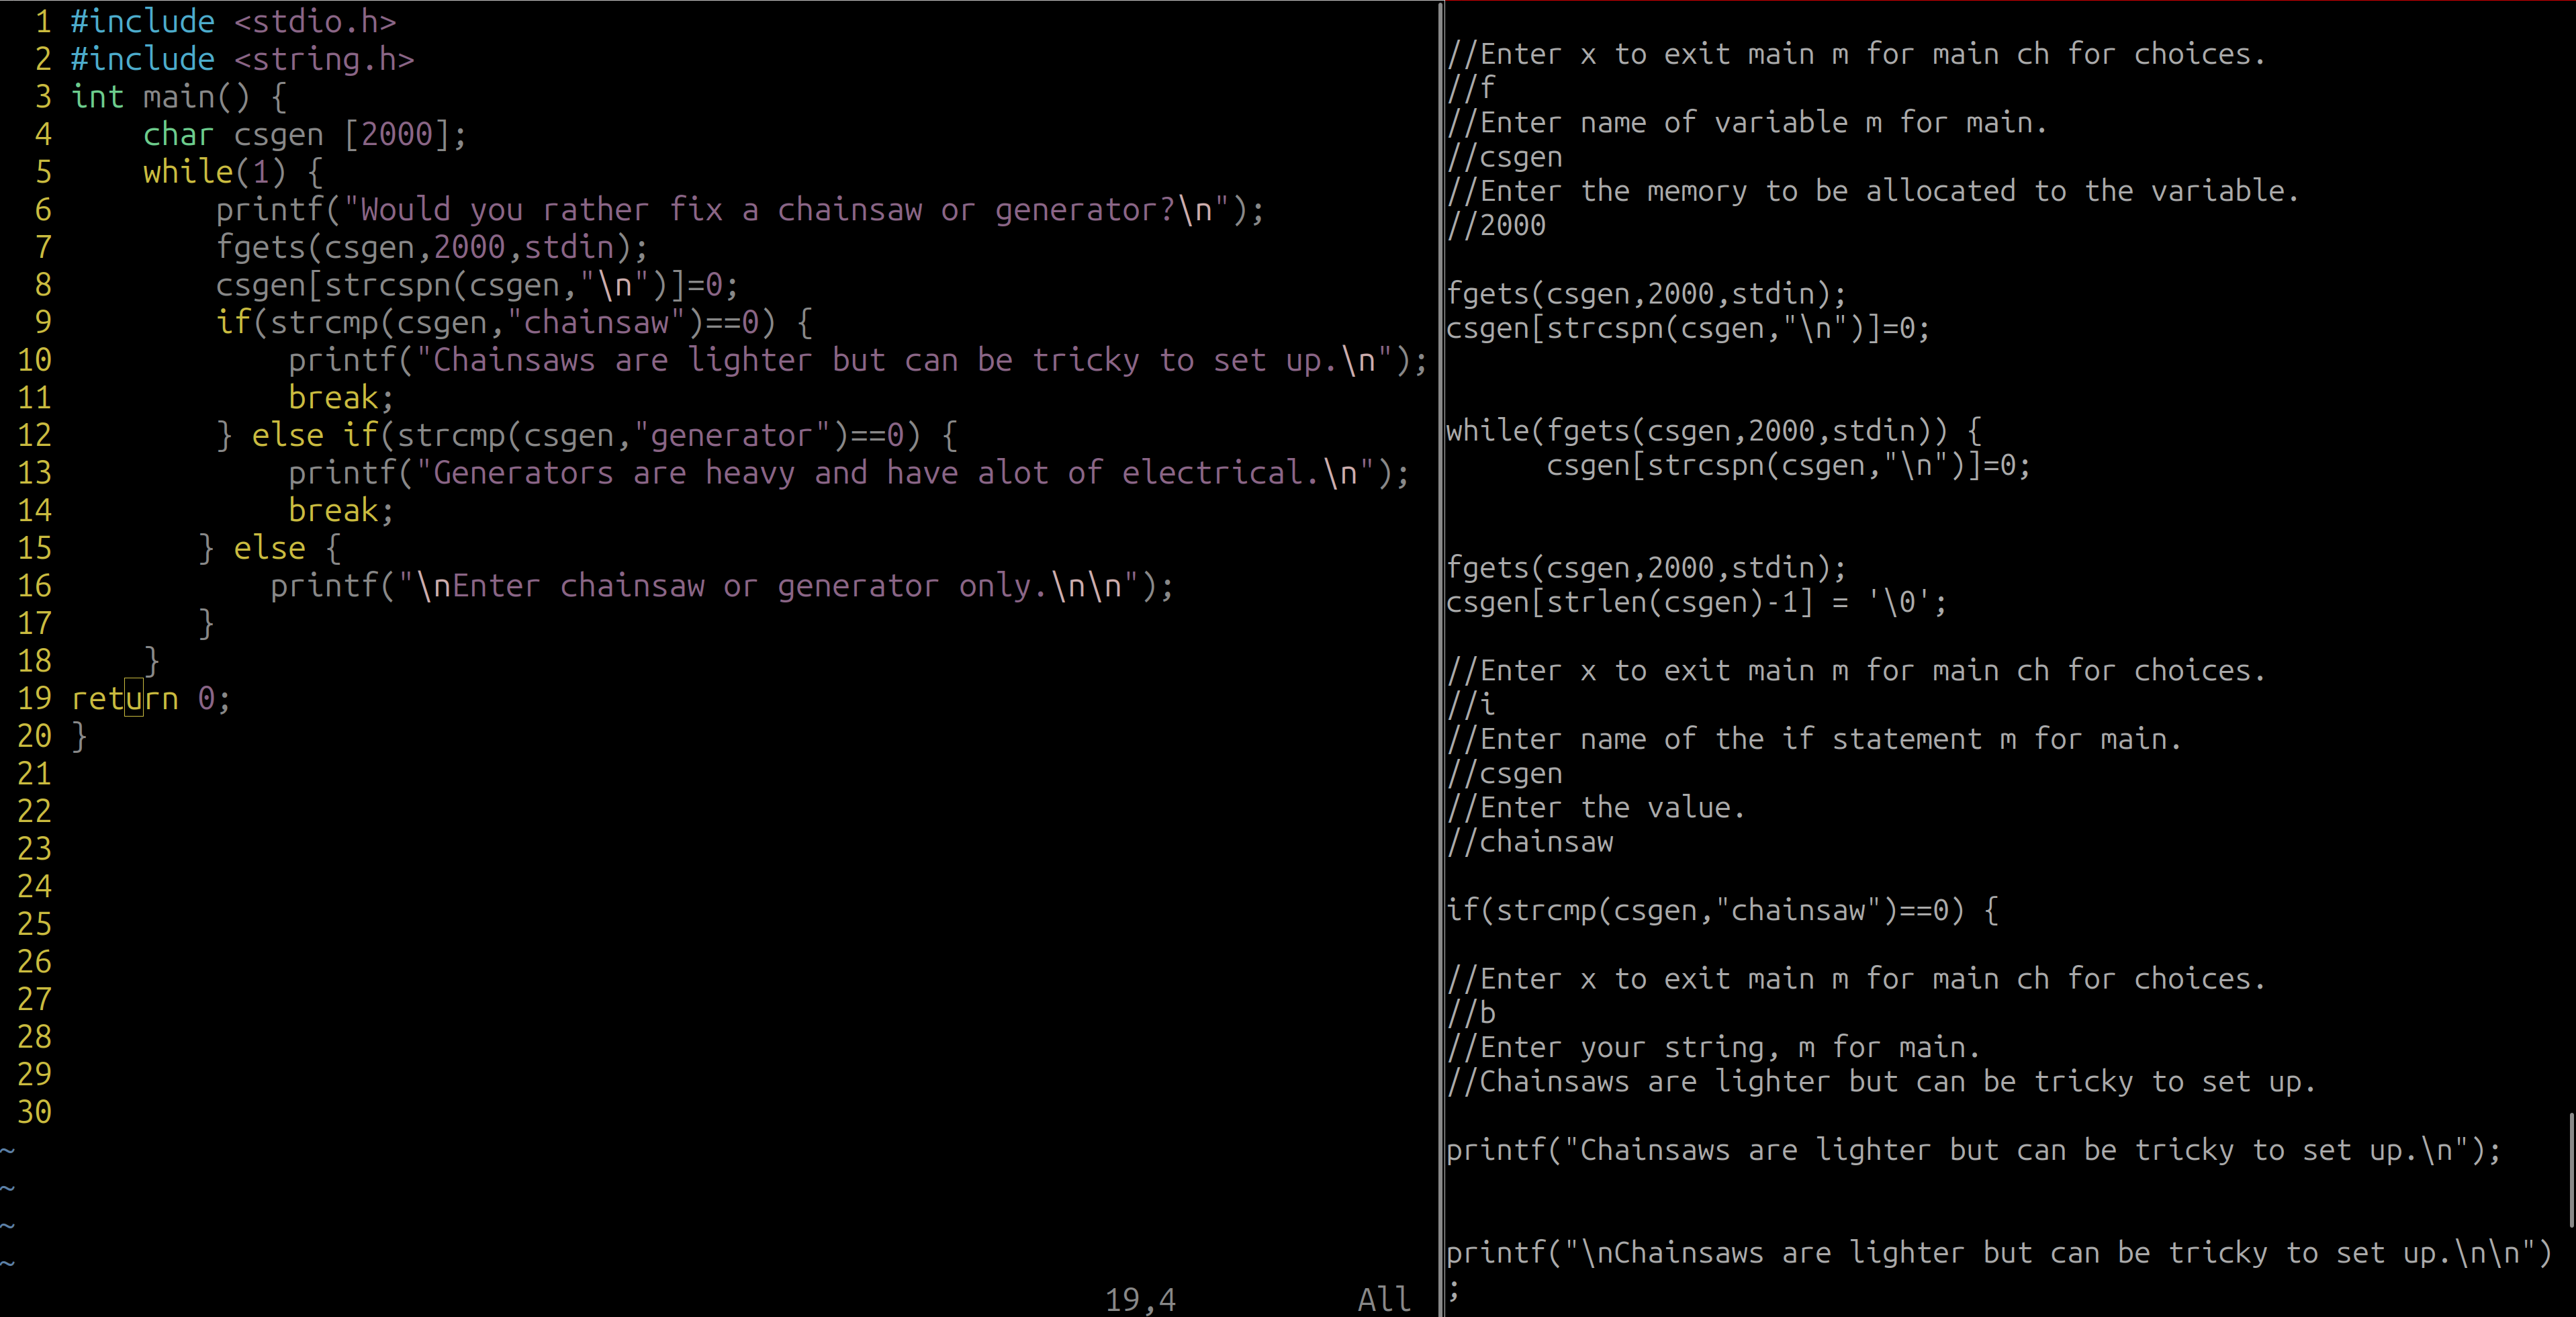 1 #include <stdio.h>
2 #include <string.h>
3 int main() {
4     char csgen [2000];
5     while(1) {
6         printf("Would you rather fix a chainsaw or generator?\n");
7         fgets(csgen,2000,stdin);
8         csgen[strcspn(csgen,"\n")]=0;
9         if(strcmp(csgen,"chainsaw")==0) {
10             printf("Chainsaws are lighter but can be tricky to set up.\n");
11             break;
12         } else if(strcmp(csgen,"generator")==0) {
13             printf("Generators are heavy and have alot of electrical.\n");
14             break;
15        } else {
16            printf("\nEnter chainsaw or generator only.\n\n");
17        }
18     }
19 return 0;
20 }
21
22
23
24
25
26
27
28
29
30
~
~
~
~
19,4 All
//Enter x to exit main m for main ch for choices.
//f
//Enter name of variable m for main.
//csgen
//Enter the memory to be allocated to the variable.
//2000
fgets(csgen,2000,stdin);
csgen[strcspn(csgen,"\n")]=0;
while(fgets(csgen,2000,stdin)) {
      csgen[strcspn(csgen,"\n")]=0;
fgets(csgen,2000,stdin);
csgen[strlen(csgen)-1] = '\0';
//Enter x to exit main m for main ch for choices.
//i
//Enter name of the if statement m for main.
//csgen
//Enter the value.
//chainsaw
if(strcmp(csgen,"chainsaw")==0) {
//Enter x to exit main m for main ch for choices.
//b
//Enter your string, m for main.
//Chainsaws are lighter but can be tricky to set up.
printf("Chainsaws are lighter but can be tricky to set up.\n");
printf("\nChainsaws are lighter but can be tricky to set up.\n\n")
;